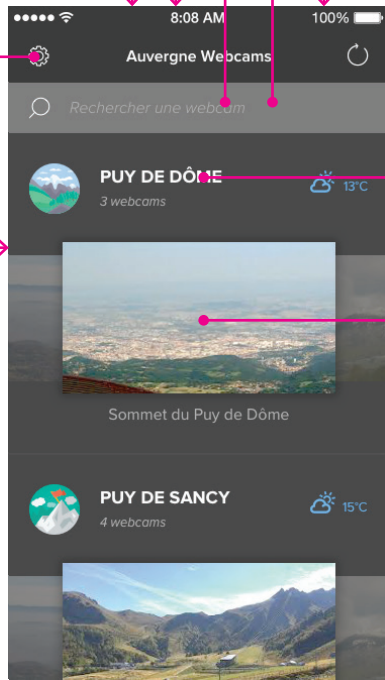 8:08 AM 100%
Auvergne Webcams
Rechercher une webcam
PUY DE DÔME 13°C
3 webcams
Sommet du Puy de Dôme
PUY DE SANCY 15°C
4 webcams